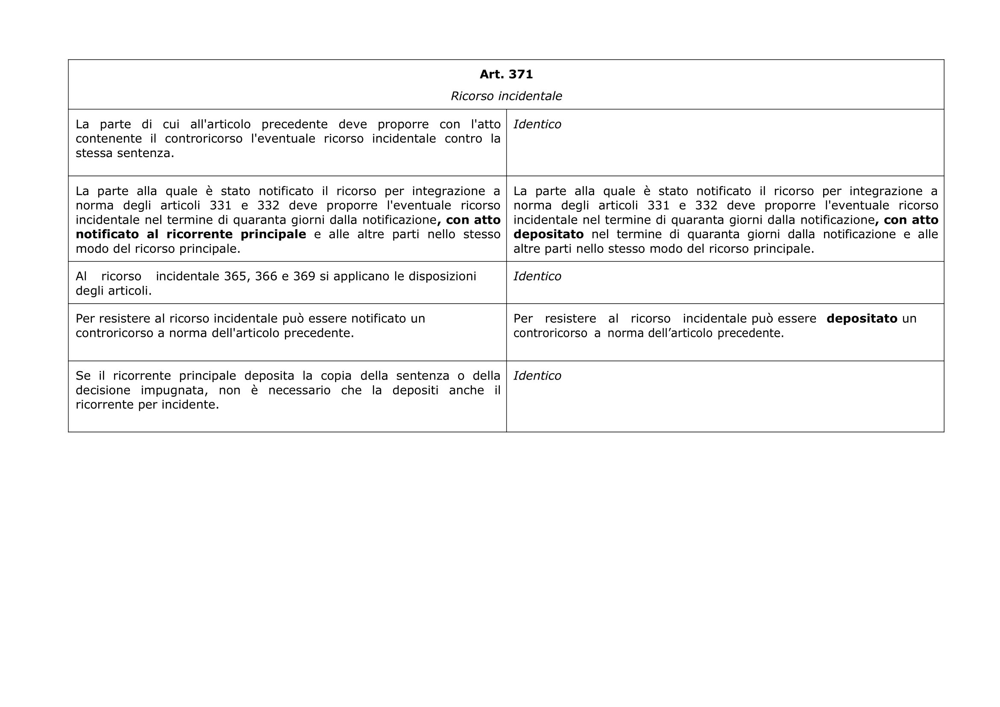 Art. 371
Ricorso incidentale
La parte di cui all'articolo precedente deve proporre con l'atto
contenente il controricorso l'eventuale ricorso incidentale contro la
stessa sentenza.
Identico
La parte alla quale è stato notificato il ricorso per integrazione a
norma degli articoli 331 e 332 deve proporre l'eventuale ricorso
incidentale nel termine di quaranta giorni dalla notificazione, con atto
notificato al ricorrente principale e alle altre parti nello stesso
modo del ricorso principale.
La parte alla quale è stato notificato il ricorso per integrazione a
norma degli articoli 331 e 332 deve proporre l'eventuale ricorso
incidentale nel termine di quaranta giorni dalla notificazione, con atto
depositato nel termine di quaranta giorni dalla notificazione e alle
altre parti nello stesso modo del ricorso principale.
Al ricorso incidentale 365, 366 e 369 si applicano le disposizioni
degli articoli.
Identico
Per resistere al ricorso incidentale può essere notificato un
controricorso a norma dell'articolo precedente.
Per resistere al ricorso incidentale può essere depositato un
controricorso a norma dell’articolo precedente.
Se il ricorrente principale deposita la copia della sentenza o della
decisione impugnata, non è necessario che la depositi anche il
ricorrente per incidente.
Identico